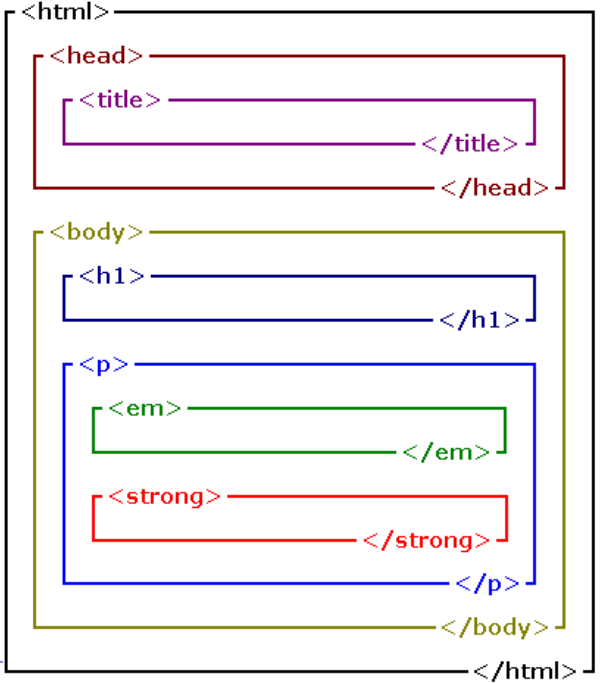 <html>
<head>
<title>
</title>
</head>
<body>
<h1>
</h1>
<p>
<em>
</em>
<strong>
</strong>
</p>
</body>
</html>